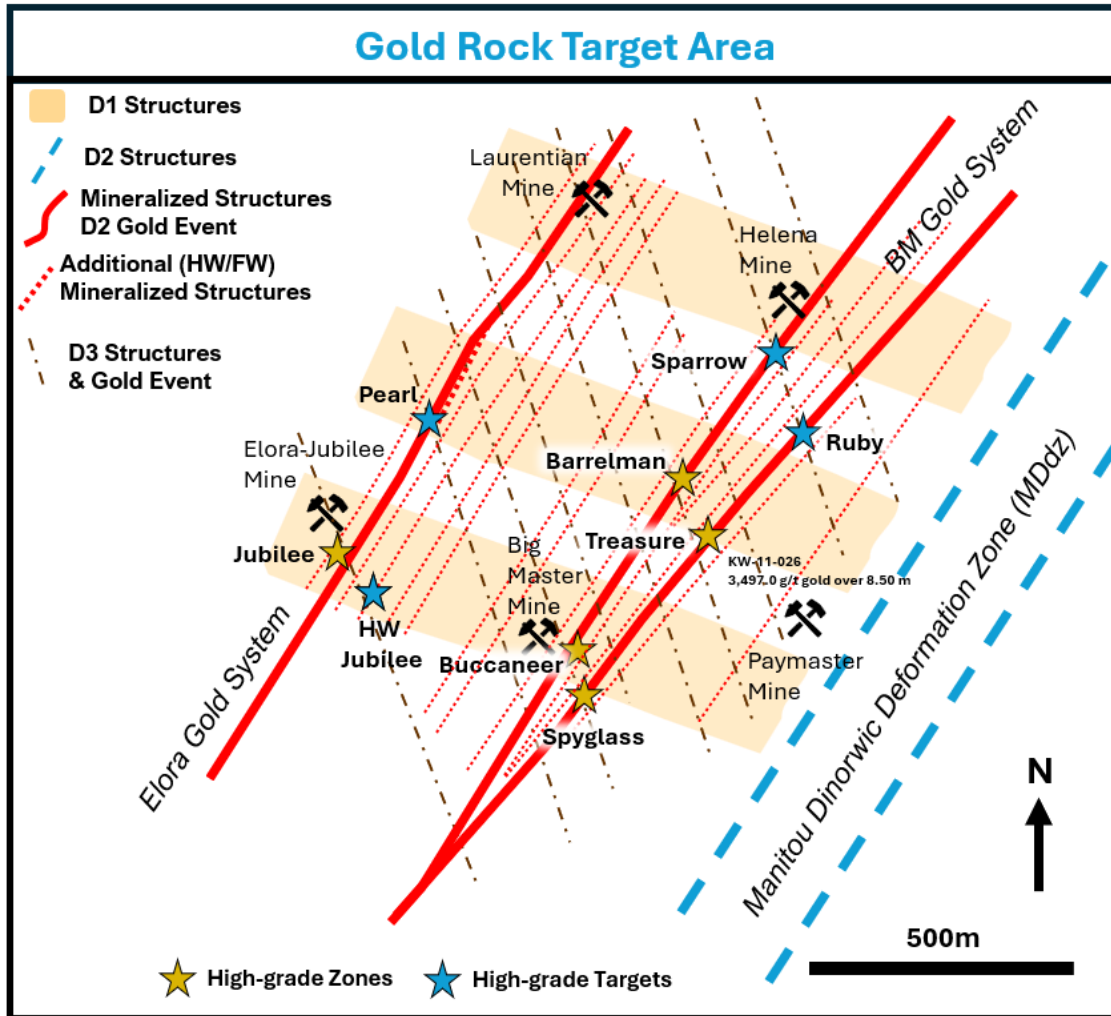 Gold Rock Target Area
D1 Structures
D2 Structures
Mineralized Structures
D2 Gold Event
Additional (HW/FW)
Mineralized Structures
D3 Structures
& Gold Event
Laurentian
Mine
Helena
Mine
BM Gold System
Sparrow
Pearl
Ruby
Elora-Jubilee
Mine
Barrelman
Jubilee
Treasure
Big
Master
Mine
KW-11-026
3,497.0 g/t gold over 8.50 m
HW
Jubilee
Buccaneer
Paymaster
Mine
Spyglass
Elora Gold System
Manitou Dinorwic Deformation Zone (MDdz)
N
500m
High-grade Zones
High-grade Targets